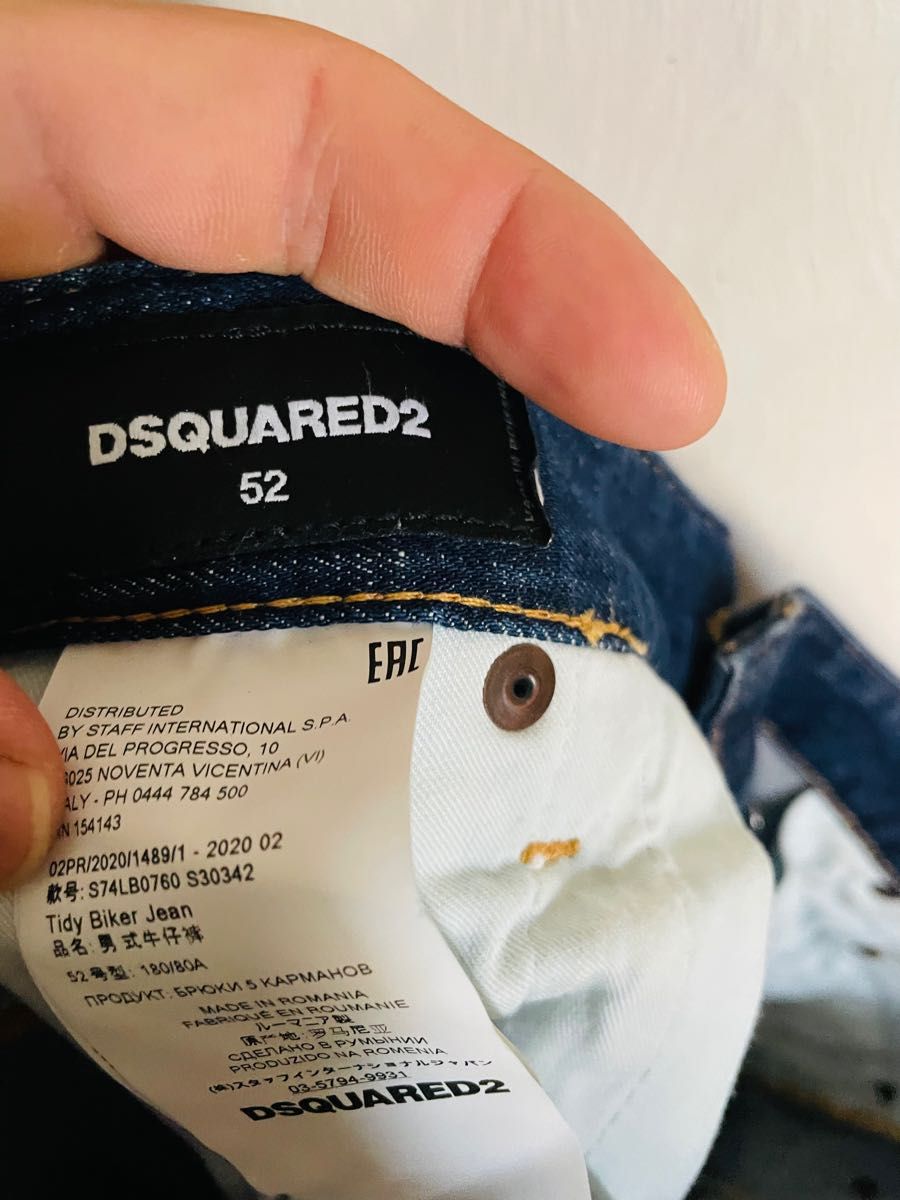 DSQUARED2
52
EAC
DISTRIBUTED
BY STAFF INTERNATIONAL S.P.A.
VIA DEL PROGRESSO, 10
6025 NOVENTA VICENTINA (VI)
ALY - PH 0444 784 500
N 154143
02PR/2020/1489/1 - 2020 02
款号: S74LB0760 S30342
Tidy Biker Jean
品名: 男式牛仔裤
52 号型: 180/80A
ПРОДУКТ: БРЮКИ 5 КАРМАНОВ
MADE IN ROMANIA
FABRIQUÉ EN ROUMANIE
ルーマニア製
原产地: 罗马尼亚
СДЕЛАНО В РУМЫНИИ
PRODUZIDO NA ROMENIA
(株)スタッフインターナショナルジャパン
03-5794-9931
DSQUARED2